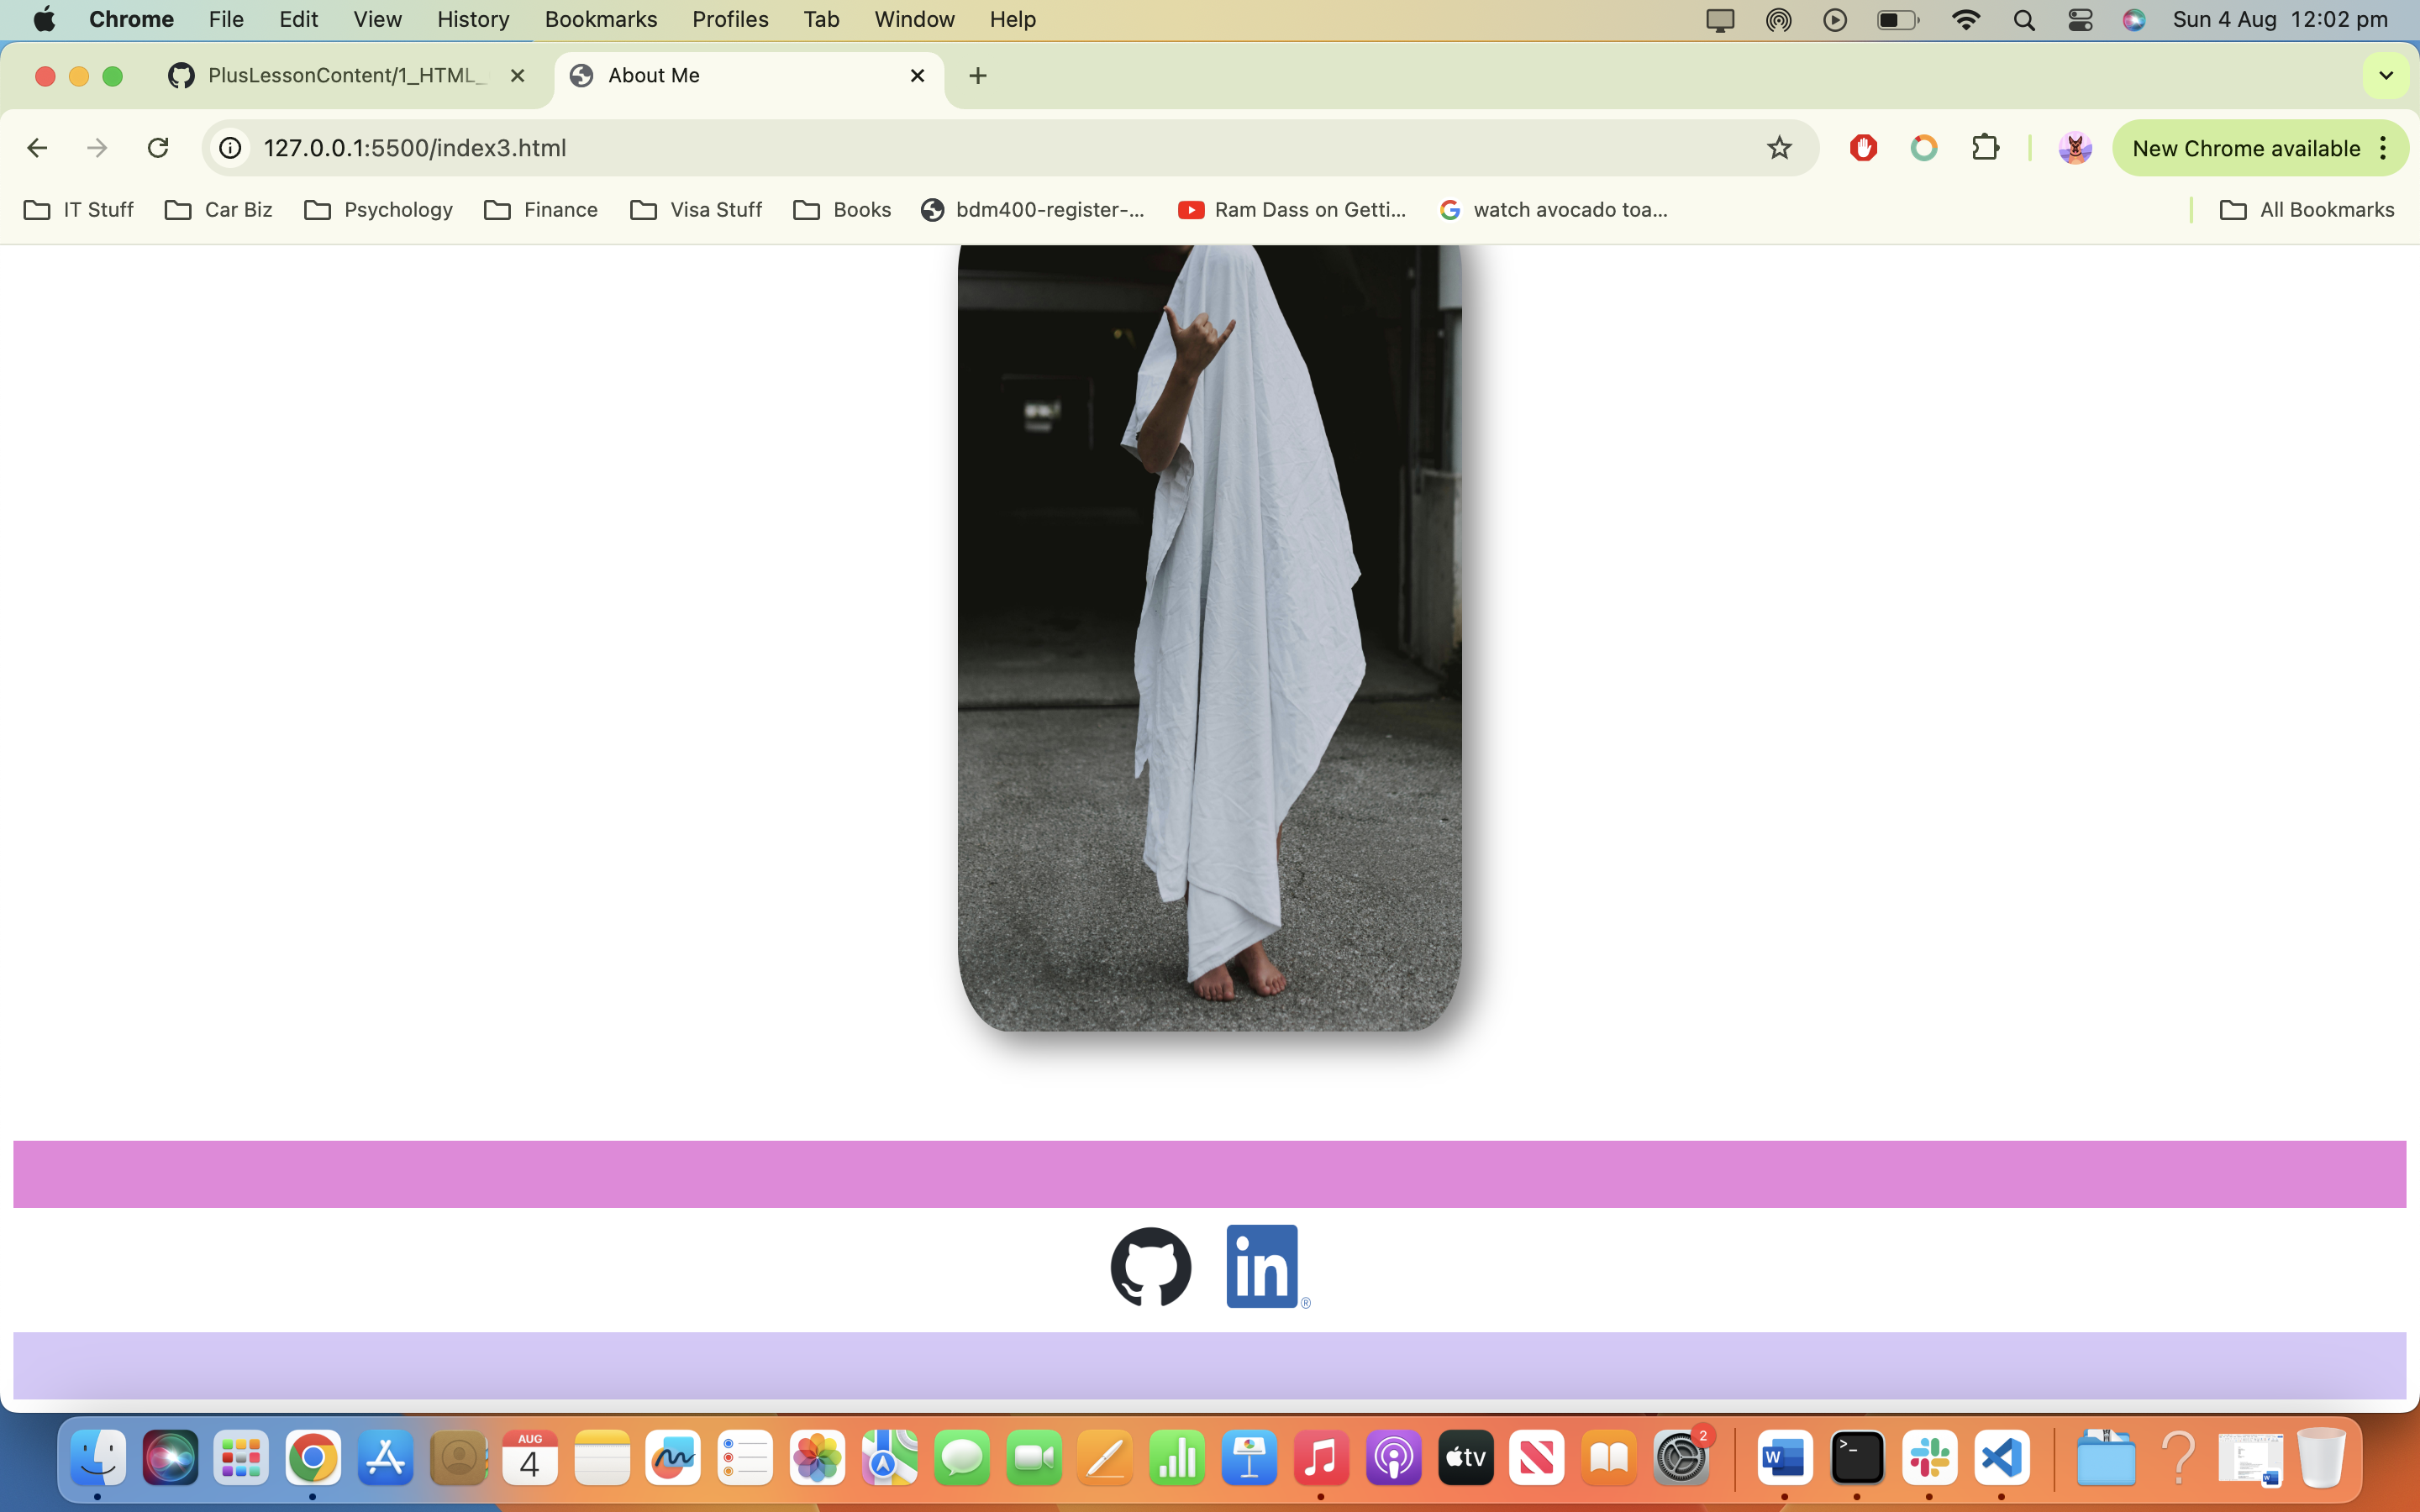 Chrome File Edit View History Bookmarks Profiles Tab Window Help Sun 4 Aug 12:02 pm
PlusLessonContent/1_HTML_ About Me
127.0.0.1:5500/index3.html New Chrome available
IT Stuff Car Biz Psychology Finance Visa Stuff Books bdm400-register-... Ram Dass on Getti... watch avocado toa... All Bookmarks
in ®
AUG 2
4 tv W >_